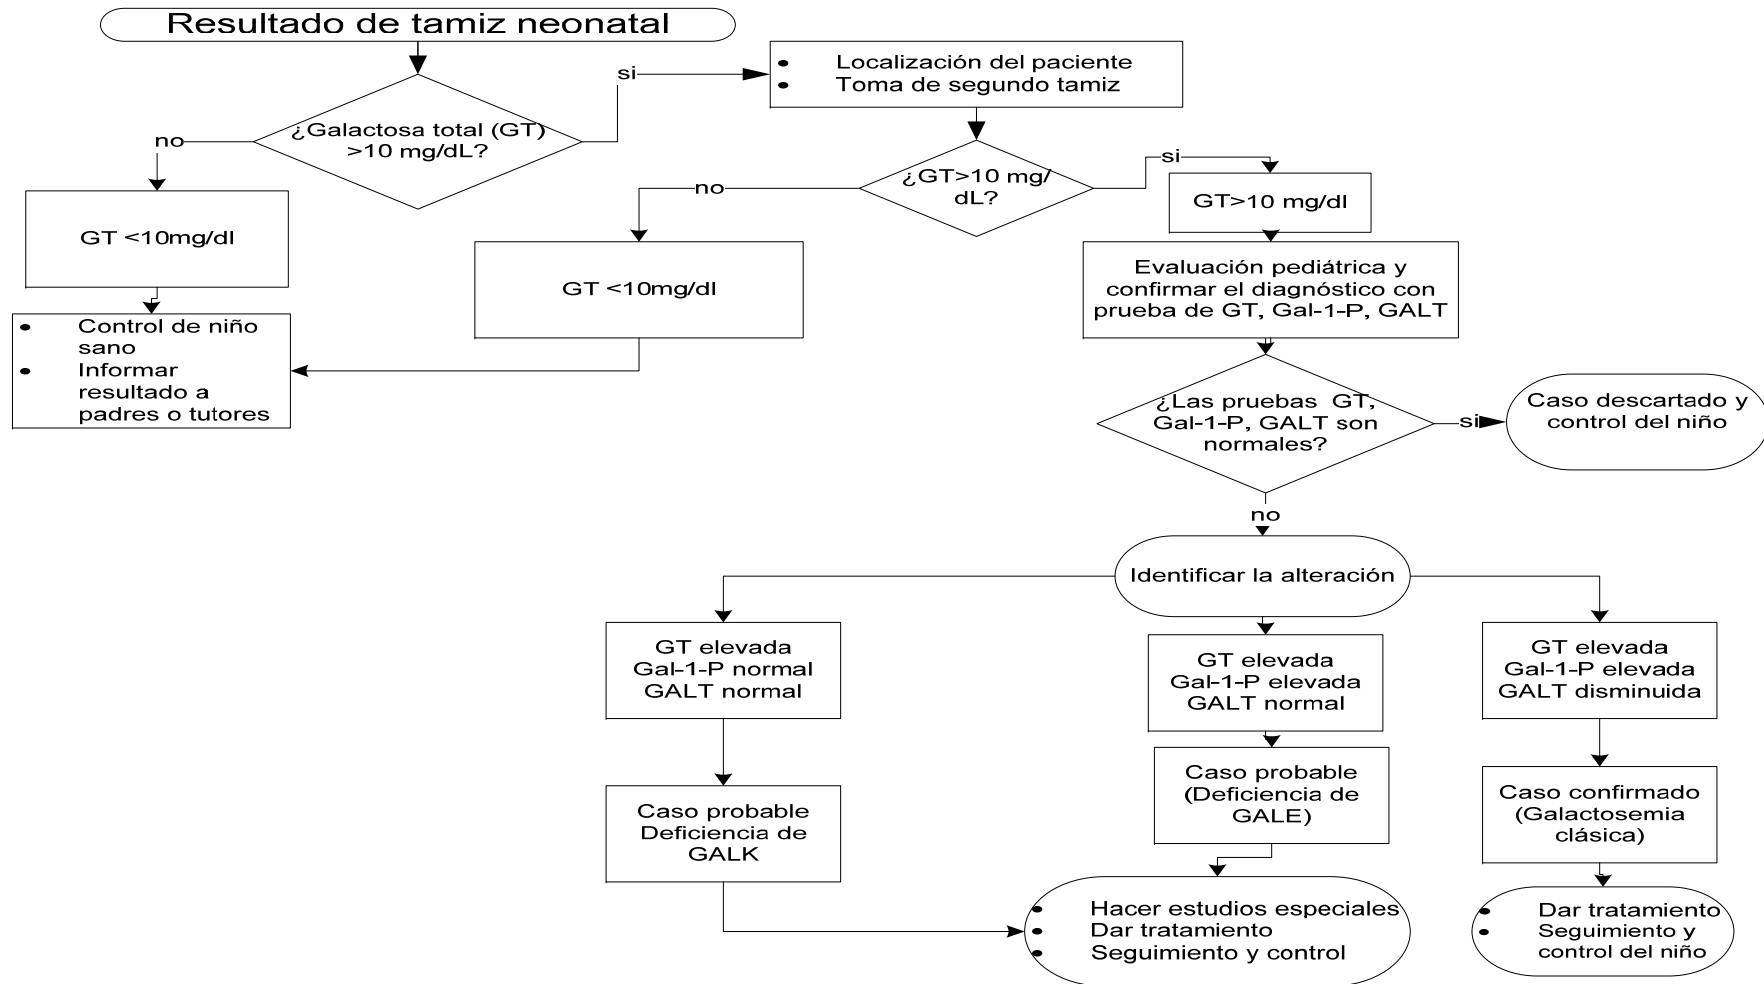 Resultado de tamiz neonatal
¿Galactosa total (GT)
>10 mg/dL?
si
• Localización del paciente
• Toma de segundo tamiz
no
GT <10mg/dl
• Control de niño
sano
• Informar
resultado a
padres o tutores
¿GT>10 mg/
dL?
no
GT <10mg/dl
si
GT>10 mg/dl
Evaluación pediátrica y
confirmar el diagnóstico con
prueba de GT, Gal-1-P, GALT
¿Las pruebas GT,
Gal-1-P, GALT son
normales?
si
Caso descartado y
control del niño
no
Identificar la alteración
GT elevada
Gal-1-P normal
GALT normal
Caso probable
Deficiencia de
GALK
GT elevada
Gal-1-P elevada
GALT normal
Caso probable
(Deficiencia de
GALE)
• Hacer estudios especiales
• Dar tratamiento
• Seguimiento y control
GT elevada
Gal-1-P elevada
GALT disminuida
Caso confirmado
(Galactosemia
clásica)
• Dar tratamiento
• Seguimiento y
control del niño